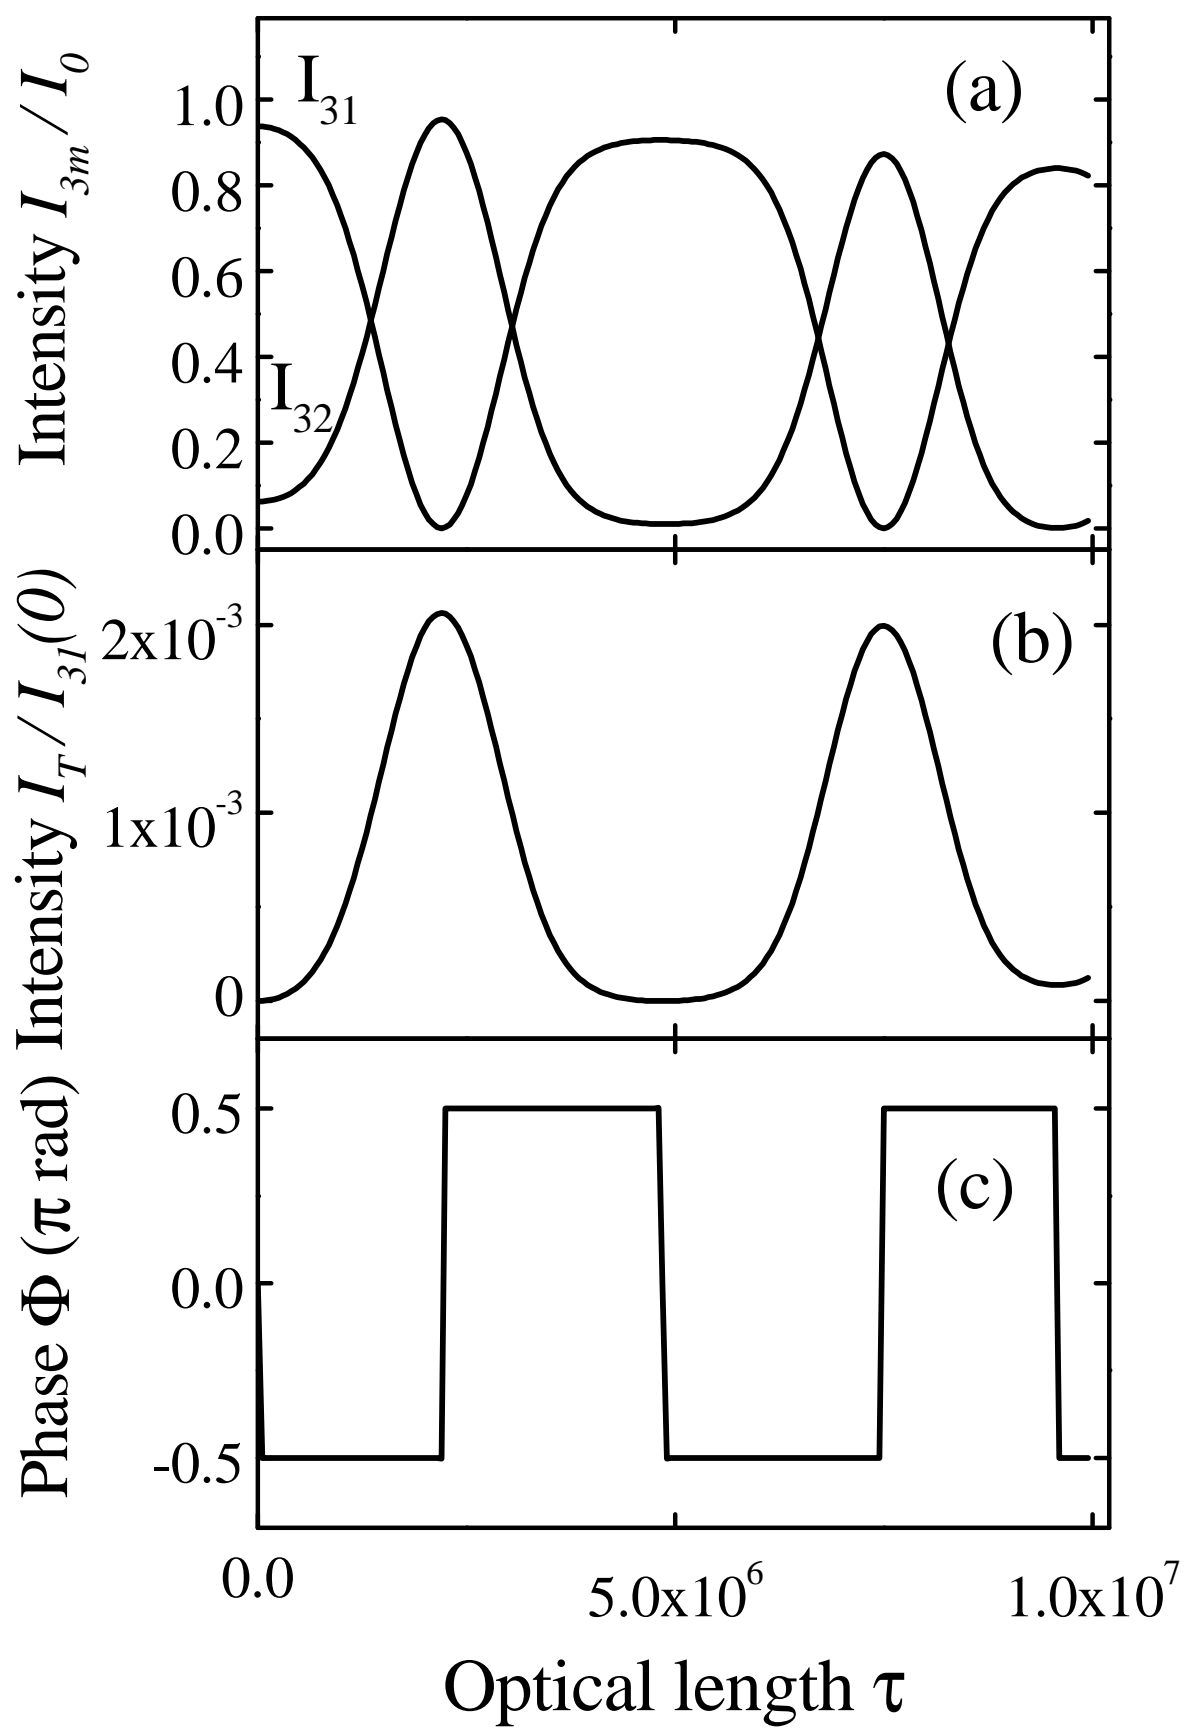 Intensity I₃ₘ / I₀
1.0
0.8
0.6
0.4
0.2
0.0
I₃₁
I₃₂
(a)
Intensity I_T / I₃₁(0)
2x10⁻³
1x10⁻³
0
(b)
Phase Φ (π rad)
0.5
0.0
-0.5
(c)
0.0
5.0x10⁶
1.0x10⁷
Optical length τ